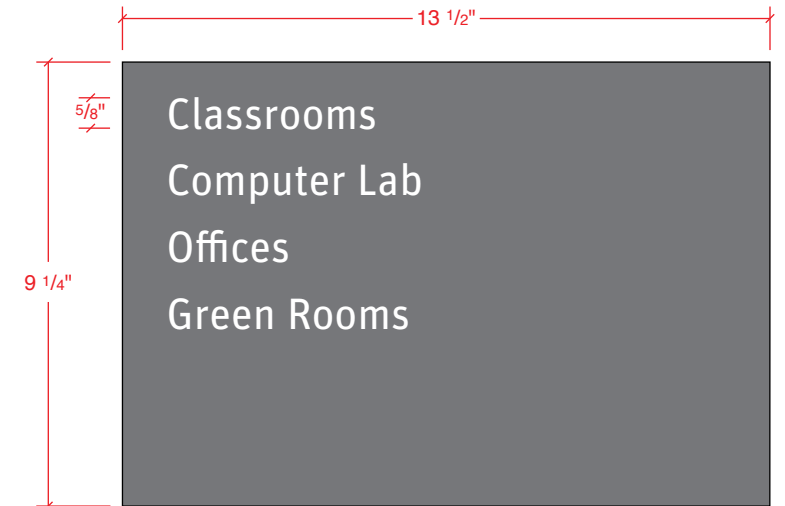 13 1/2"
5/8"
Classrooms
Computer Lab
Offices
9 1/4"
Green Rooms